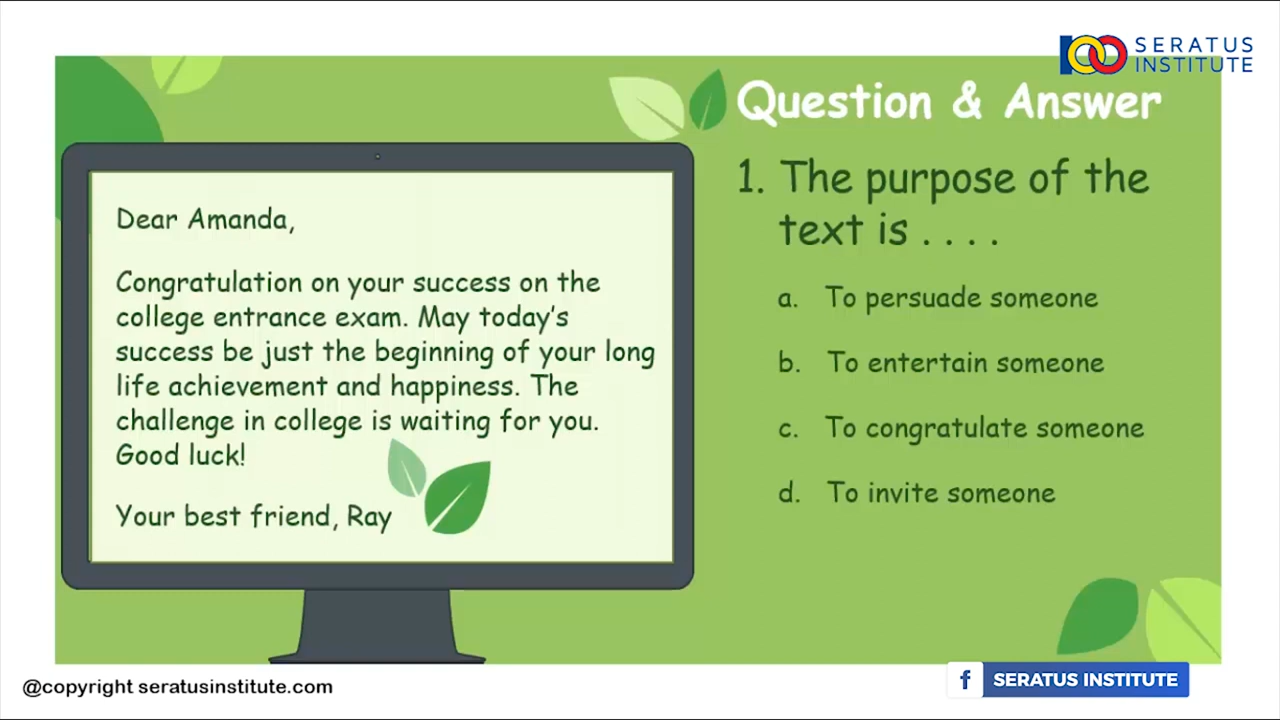 SERATUS
INSTITUTE
Question & Answer
Dear Amanda,
Congratulation on your success on the
college entrance exam. May today's
success be just the beginning of your long
life achievement and happiness. The
challenge in college is waiting for you.
Good luck!
Your best friend, Ray
1. The purpose of the
text is . . . .
a. To persuade someone
b. To entertain someone
c. To congratulate someone
d. To invite someone
@copyright seratusinstitute.com
f SERATUS INSTITUTE